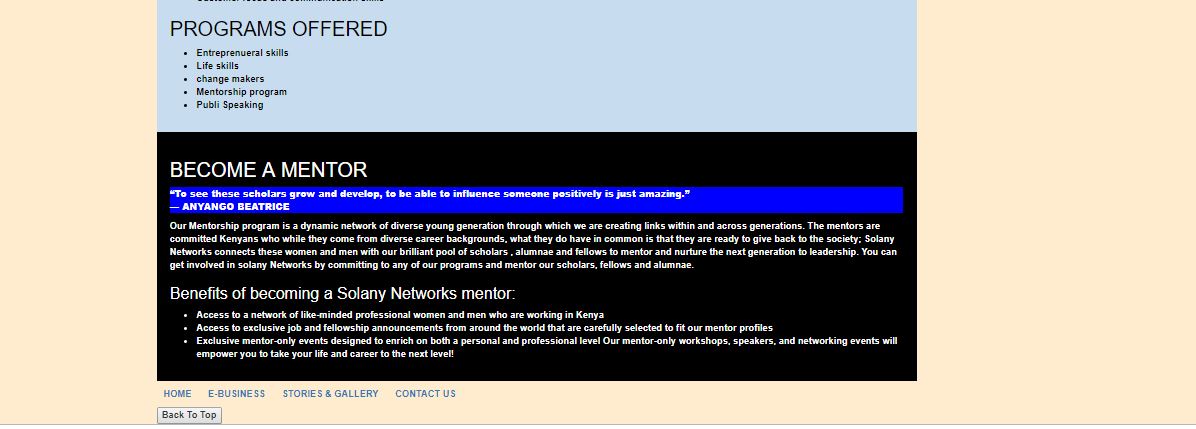 Customer focus and communication skills
PROGRAMS OFFERED
Entreprenueral skills
Life skills
change makers
Mentorship program
Publi Speaking
BECOME A MENTOR
“To see these scholars grow and develop, to be able to influence someone positively is just amazing.”
— ANYANGO BEATRICE
Our Mentorship program is a dynamic network of diverse young generation through which we are creating links within and across generations. The mentors are
committed Kenyans who while they come from diverse career backgrounds, what they do have in common is that they are ready to give back to the society; Solany
Networks connects these women and men with our brilliant pool of scholars , alumnae and fellows to mentor and nurture the next generation to leadership. You can
get involved in solany Networks by committing to any of our programs and mentor our scholars, fellows and alumnae.
Benefits of becoming a Solany Networks mentor:
Access to a network of like-minded professional women and men who are working in Kenya
Access to exclusive job and fellowship announcements from around the world that are carefully selected to fit our mentor profiles
Exclusive mentor-only events designed to enrich on both a personal and professional level Our mentor-only workshops, speakers, and networking events will
empower you to take your life and career to the next level!
HOME E-BUSINESS STORIES & GALLERY CONTACT US
Back To Top